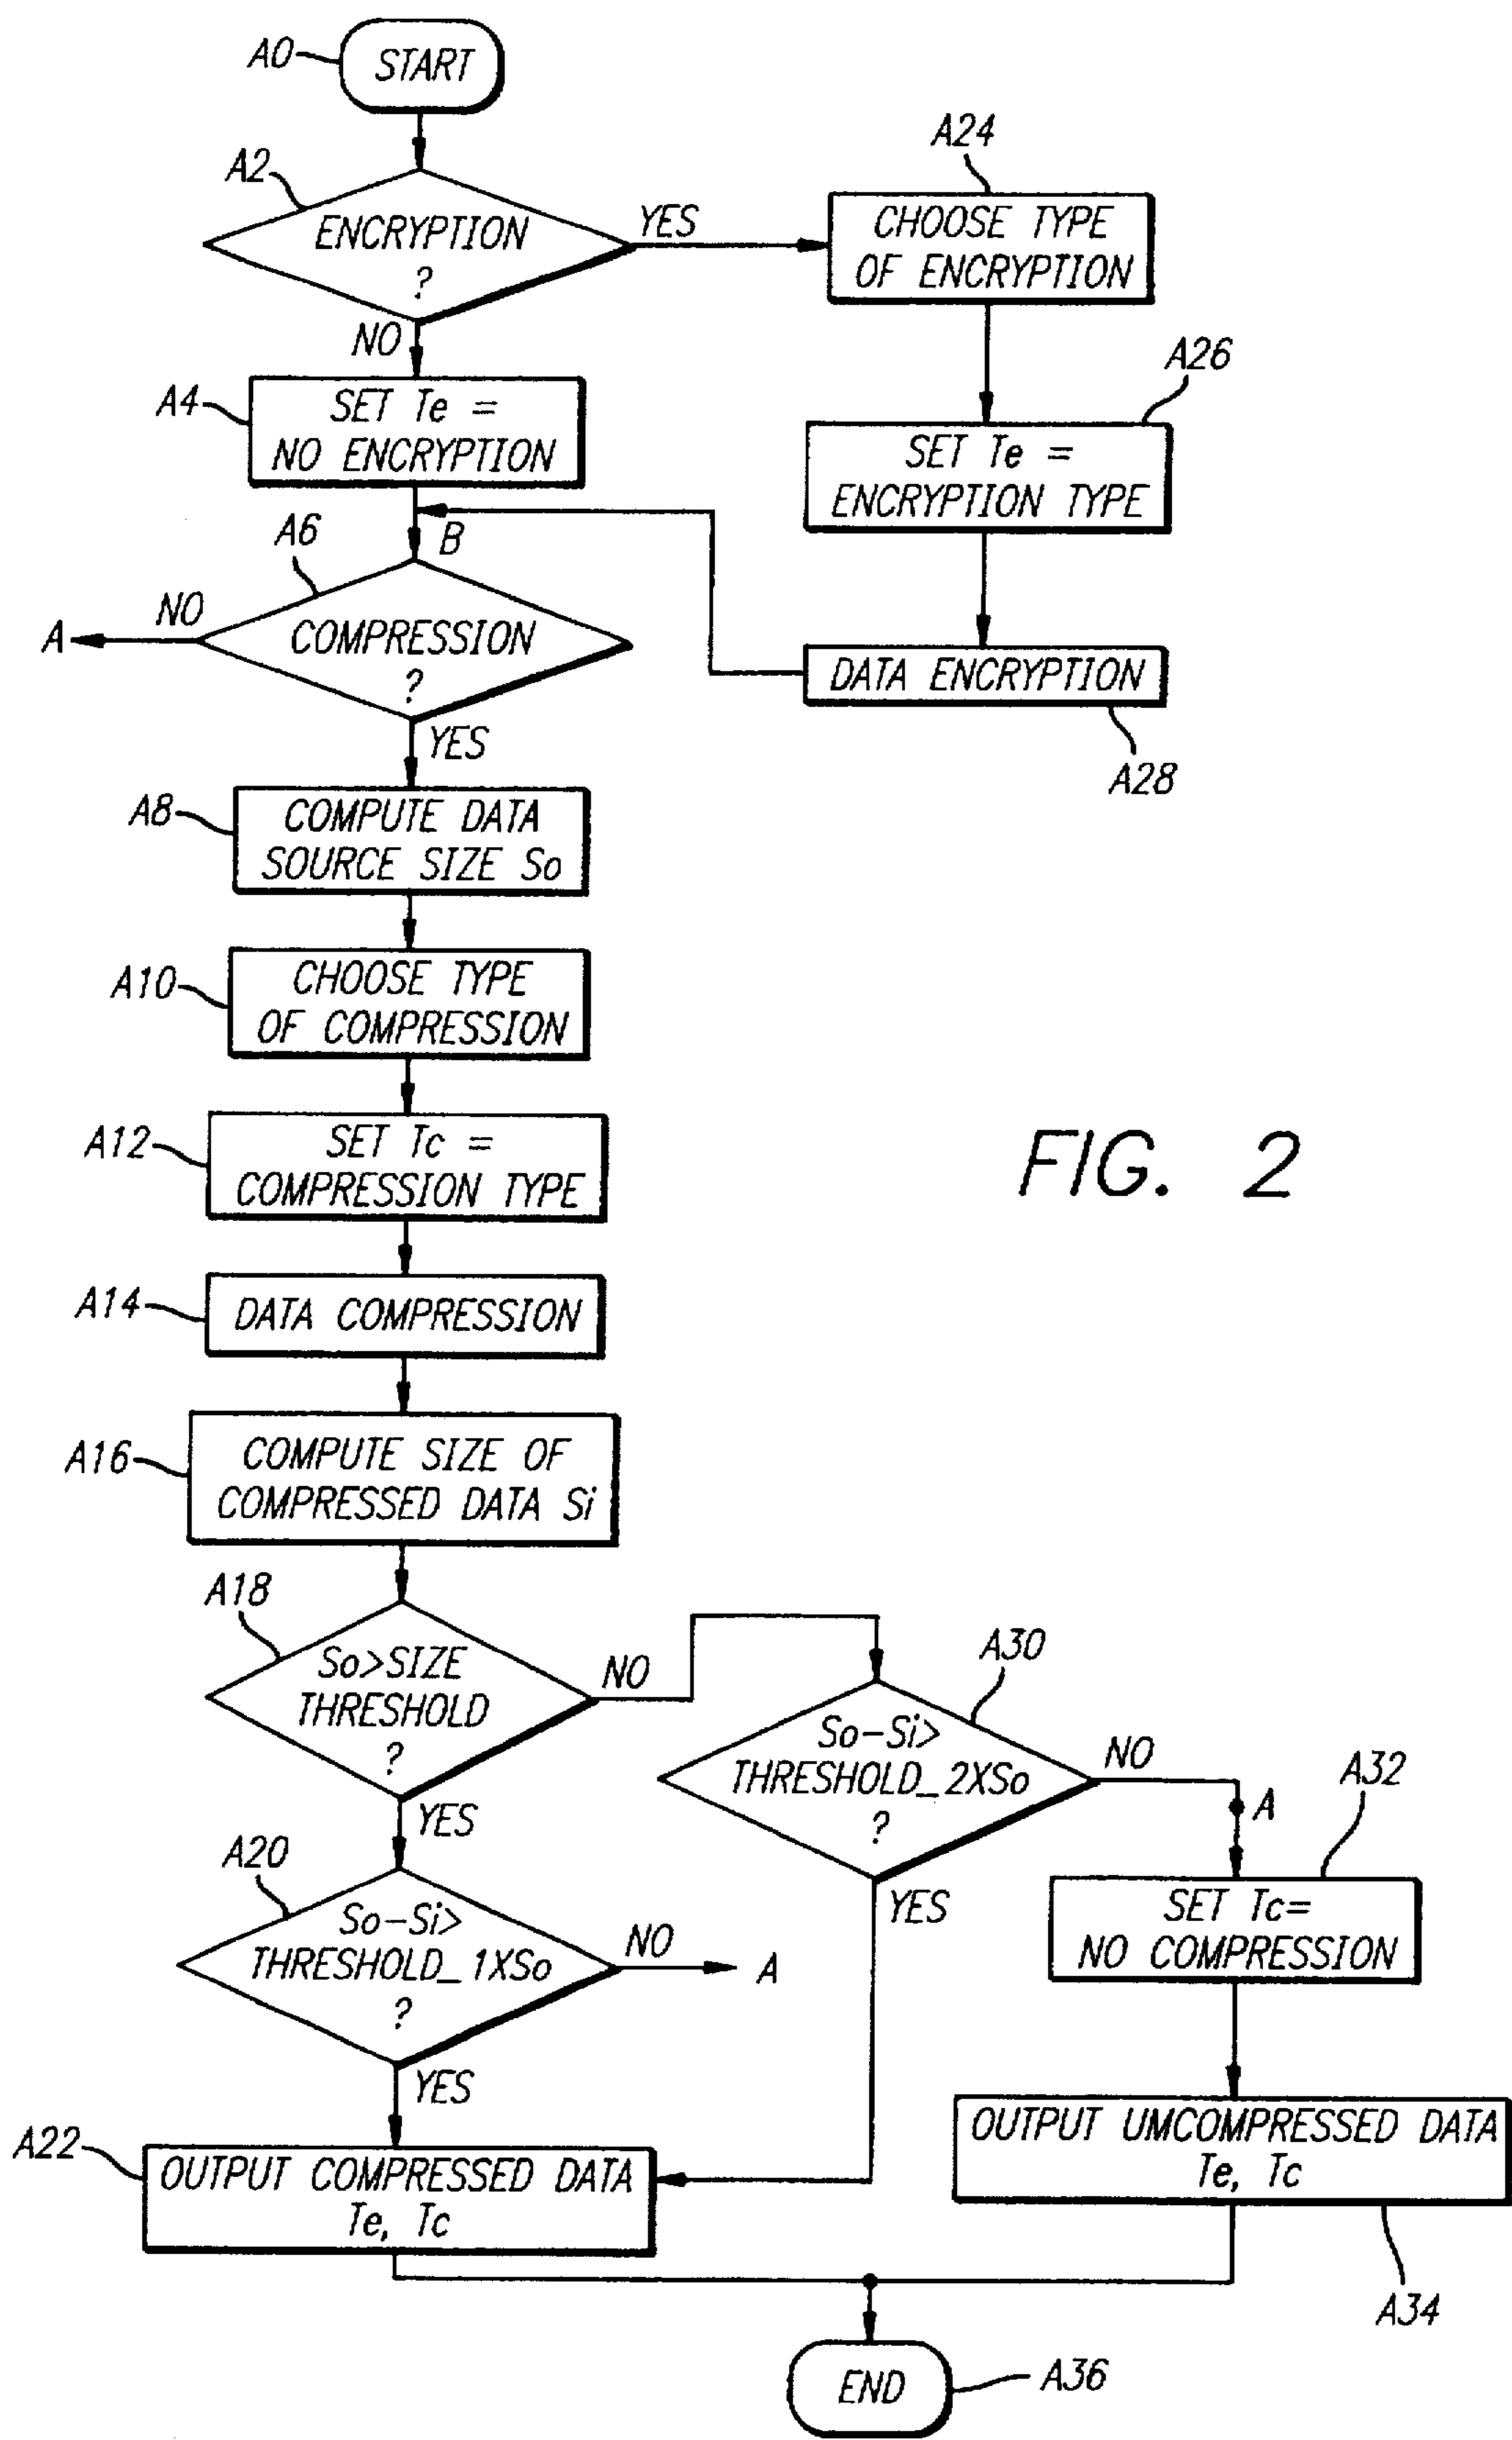 A0
START
A2
ENCRYPTION
?
YES
NO
A24
CHOOSE TYPE
OF ENCRYPTION
A4
SET Te =
NO ENCRYPTION
A26
SET Te =
ENCRYPTION TYPE
B
A6
NO
A
COMPRESSION
?
YES
DATA ENCRYPTION
A28
A8
COMPUTE DATA
SOURCE SIZE So
A10
CHOOSE TYPE
OF COMPRESSION
A12
SET Tc =
COMPRESSION TYPE
FIG. 2
A14
DATA COMPRESSION
A16
COMPUTE SIZE OF
COMPRESSED DATA Si
A18
So>SIZE
THRESHOLD
?
NO
YES
A30
So-Si>
THRESHOLD_2XSo
?
NO
YES
A
A32
SET Tc=
NO COMPRESSION
A20
So-Si>
THRESHOLD_1XSo
?
NO
A
YES
A22
OUTPUT COMPRESSED DATA
Te, Tc
OUTPUT UMCOMPRESSED DATA
Te, Tc
A34
END
A36